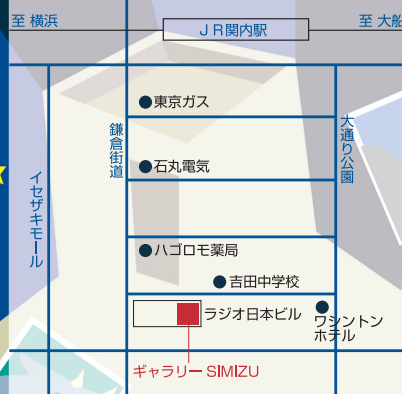 至 横浜
JR関内駅
至 大船
東京ガス
鎌倉街道
大通り公園
石丸電気
イセザキモール
ハゴロモ薬局
吉田中学校
ラジオ日本ビル
ワシントン
ホテル
ギャラリー SIMIZU